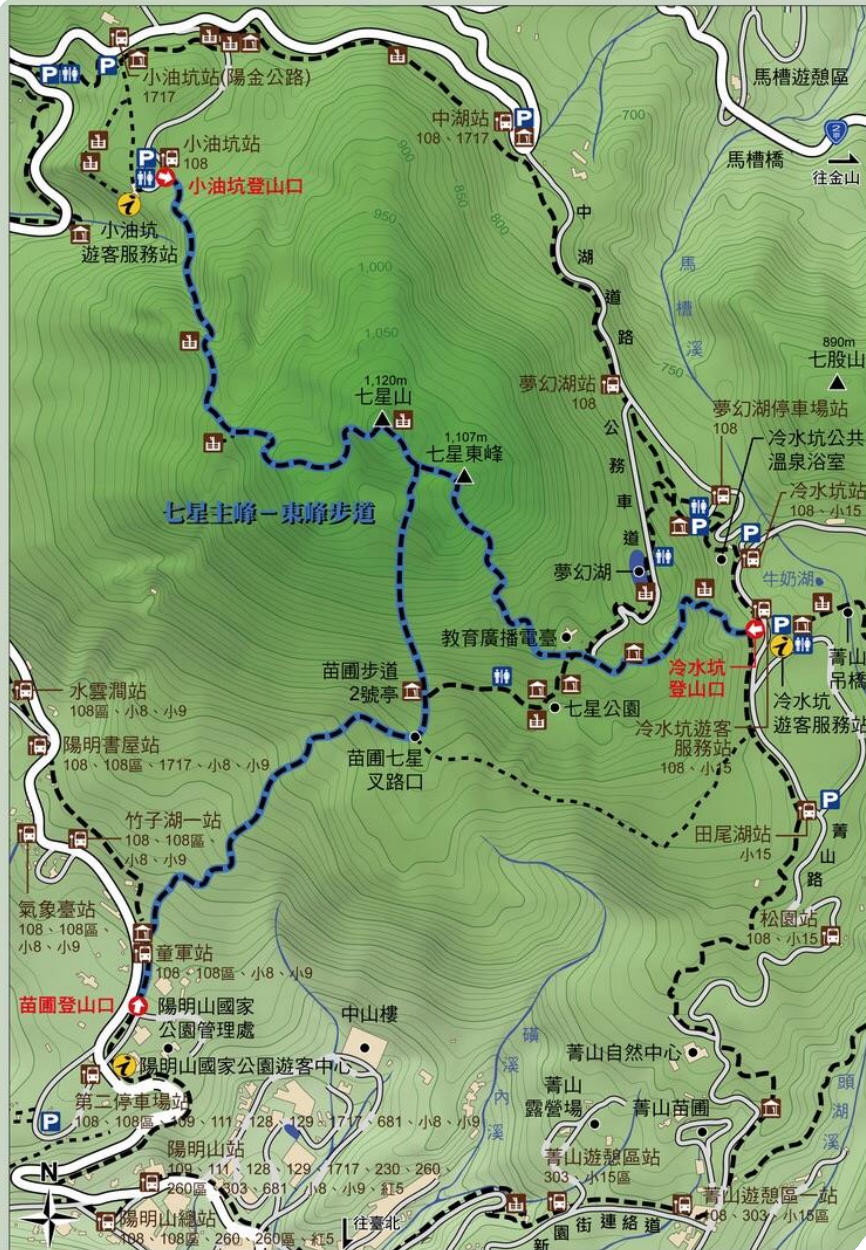 小油坑站(陽金公路)
1717
馬槽遊憩區
中湖站
108、1717
700
2甲
馬槽橋
往金山
小油坑站
108
900
850
800
小油坑登山口
小油坑
遊客服務站
950
中湖道路
馬槽溪
1,000
1,050
750
890m
七股山
1,120m
七星山
夢幻湖站
108
夢幻湖停車場站
108
公務車道
冷水坑公共
溫泉浴室
1,107m
七星東峰
冷水坑站
108、小15
七星主峰－東峰步道
夢幻湖
牛奶湖
教育廣播電臺
菁山
吊橋
苗圃步道
2號亭
冷水坑
登山口
水雲澗站
108區、小8、小9
七星公園
冷水坑
遊客服務站
冷水坑遊客
服務站
108、小15
陽明書屋站
108、108區、1717、小8、小9
苗圃七星
叉路口
竹子湖一站
108、108區、
小8、小9
田尾湖站
小15
菁山路
氣象臺站
108、108區、
小8、小9
松園站
108、小15
童軍站
108、108區、小8、小9
苗圃登山口
陽明山國家
公園管理處
中山樓
磺溪內溪
陽明山國家公園遊客中心
菁山自然中心
頭湖溪
第二停車場站
108、108區、109、111、128、129、1717、681、小8、小9
菁山
露營場
菁山苗圃
陽明山站
109、111、128、129、1717、230、260、
260區、303、681、小8、小9、紅5
菁山遊憩區站
303、小15區
N
陽明山總站
108、108區、260、260區、紅5
往臺北
新園街連絡道
菁山遊憩區一站
108、303、小15區